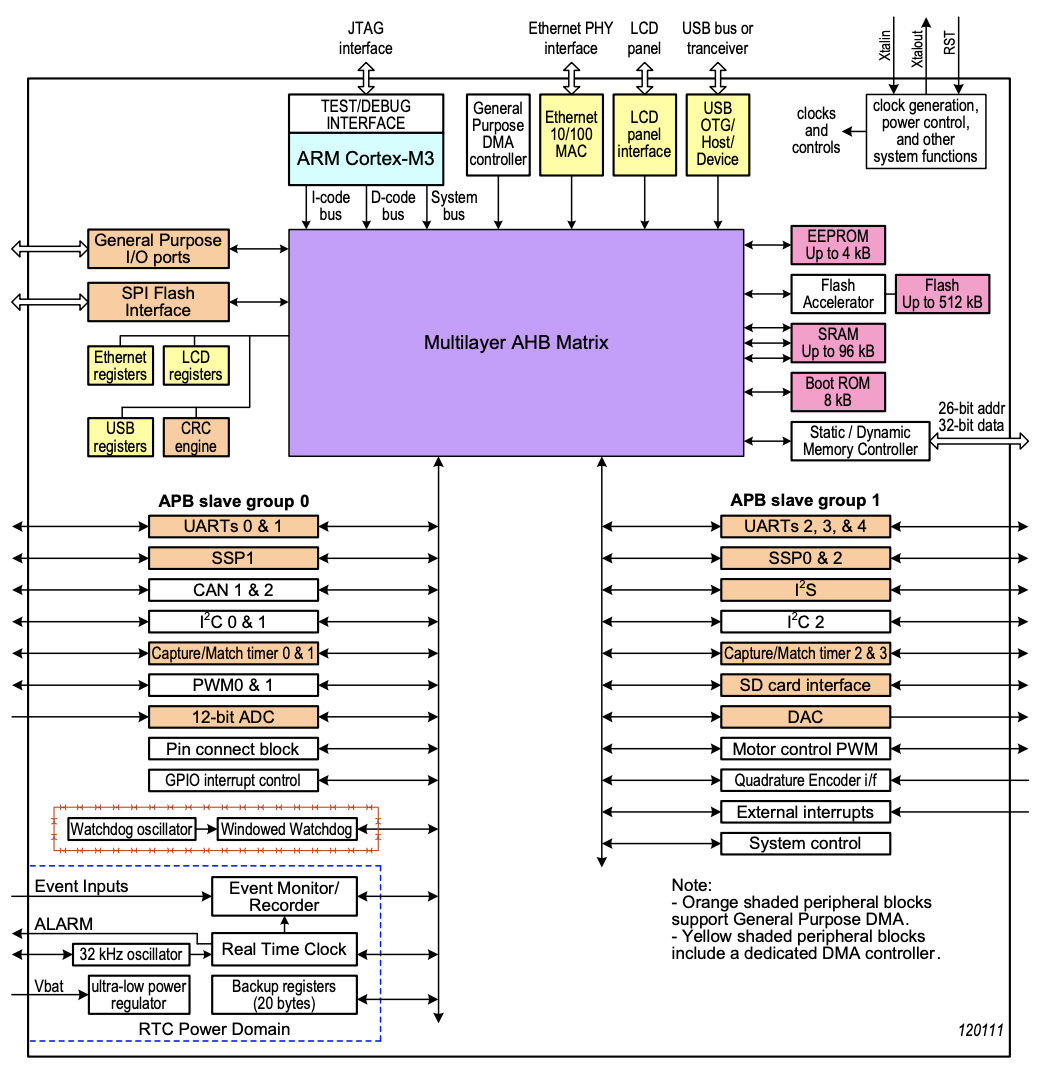 JTAG
interface
Ethernet PHY
interface
LCD
panel
USB bus or
tranceiver
Xtalin
Xtalout
RST
TEST/DEBUG
INTERFACE
ARM Cortex-M3
General
Purpose
DMA
controller
Ethernet
10/100
MAC
LCD
panel
interface
USB
OTG/
Host/
Device
clocks
and
controls
clock generation,
power control,
and other
system functions
I-code
bus
D-code
bus
System
bus
General Purpose
I/O ports
SPI Flash
Interface
Ethernet
registers
LCD
registers
USB
registers
CRC
engine
Multilayer AHB Matrix
EEPROM
Up to 4 kB
Flash
Accelerator
Flash
Up to 512 kB
SRAM
Up to 96 kB
Boot ROM
8 kB
Static / Dynamic
Memory Controller
26-bit addr
32-bit data
APB slave group 0
UARTs 0 & 1
SSP1
CAN 1 & 2
I2C 0 & 1
Capture/Match timer 0 & 1
PWM0 & 1
12-bit ADC
Pin connect block
GPIO interrupt control
Watchdog oscillator
Windowed Watchdog
Event Inputs
Event Monitor/
Recorder
ALARM
Real Time Clock
32 kHz oscillator
Vbat
ultra-low power
regulator
Backup registers
(20 bytes)
RTC Power Domain
APB slave group 1
UARTs 2, 3, & 4
SSP0 & 2
I2S
I2C 2
Capture/Match timer 2 & 3
SD card interface
DAC
Motor control PWM
Quadrature Encoder i/f
External interrupts
System control
Note:
- Orange shaded peripheral blocks
support General Purpose DMA.
- Yellow shaded peripheral blocks
include a dedicated DMA controller.
120111